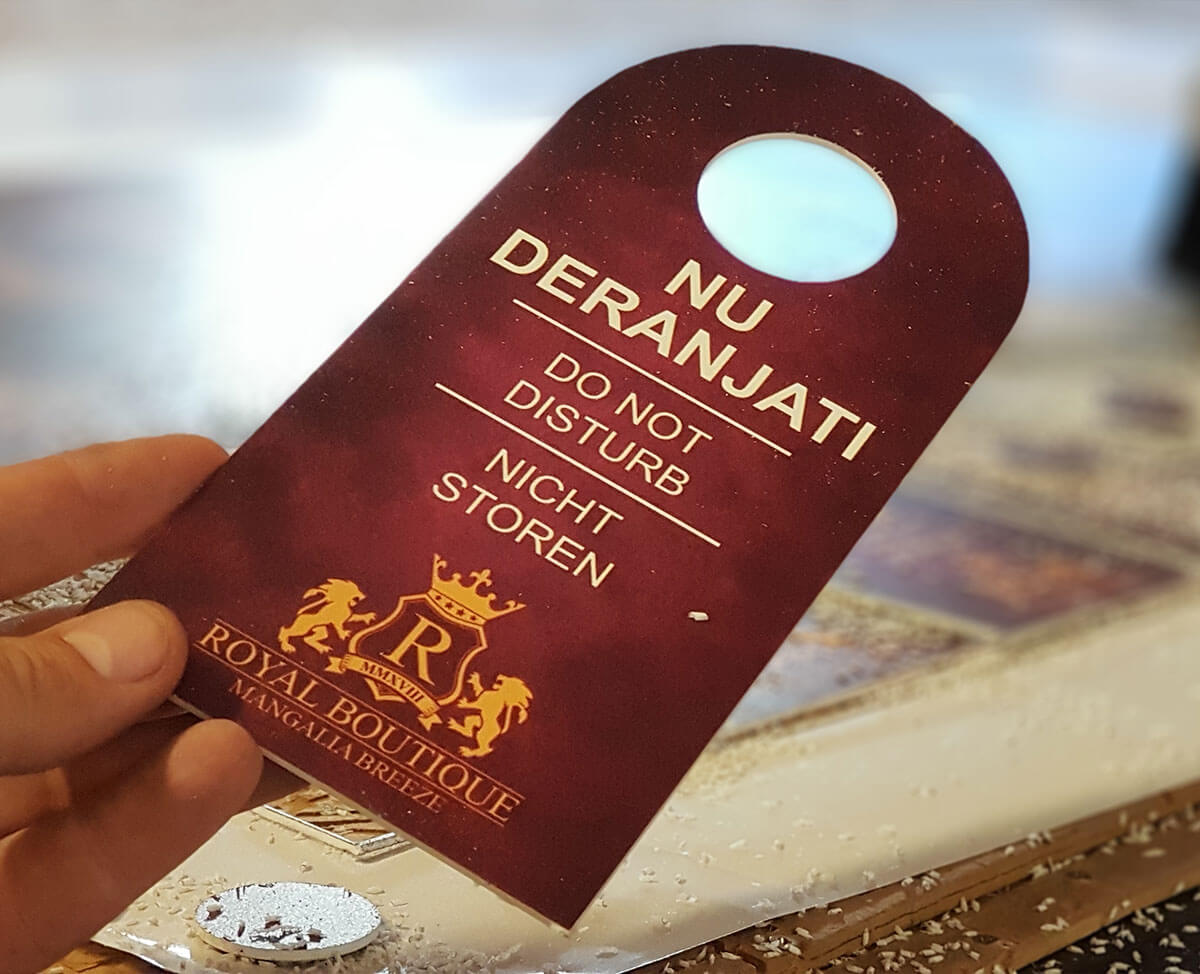 NU
DERANJATI
DO NOT
DISTURB
NICHT
STOREN
R
MMXVIII
ROYAL BOUTIQUE
MANGALIA BREEZE